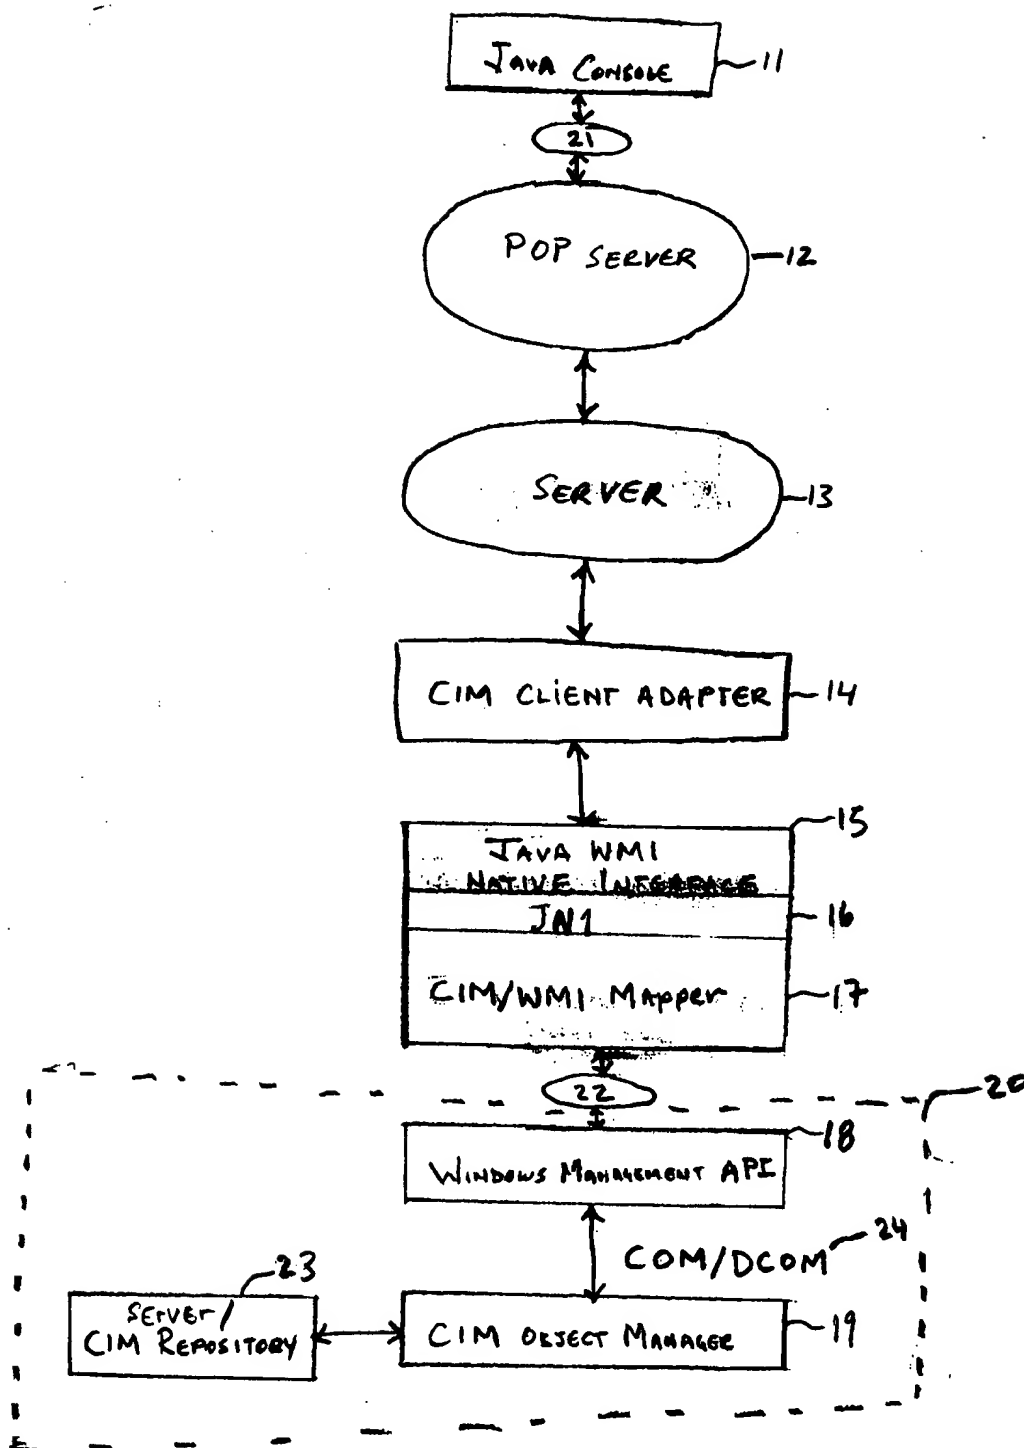 JAVA CONSOLE
11
21
POP SERVER
12
SERVER
13
CIM CLIENT ADAPTER
14
15
JAVA WMI
NATIVE INTERFACE
JNI
16
CIM/WMI Mapper
17
22
20
18
WINDOWS MANAGEMENT API
COM/DCOM
24
23
SERVER/
CIM REPOSITORY
CIM OBJECT MANAGER
19